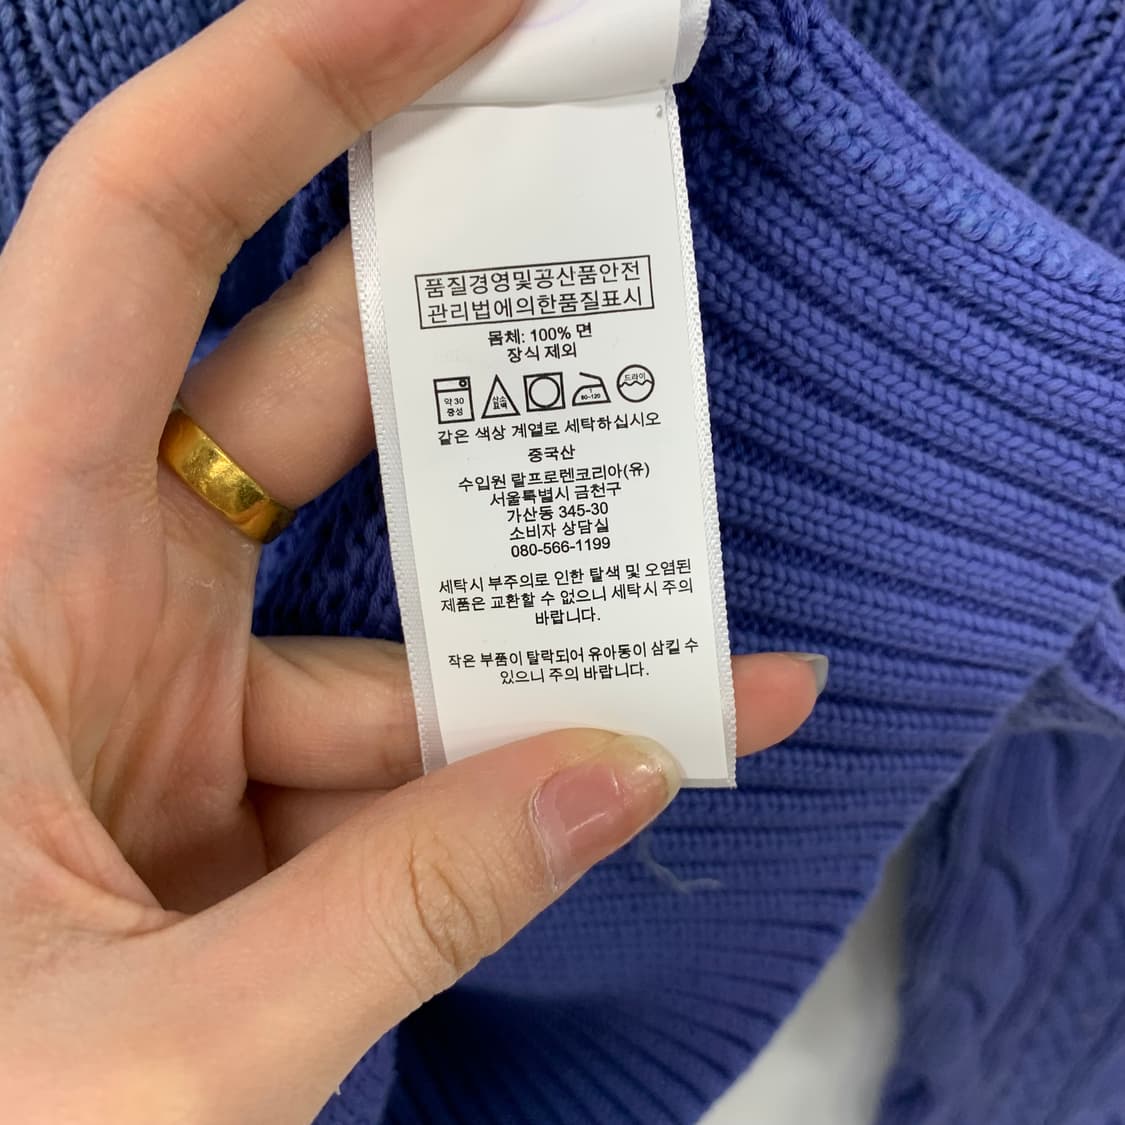 품질경영및공산품안전
관리법에의한품질표시
몸체: 100% 면
장식 제외
약 30
중성
산소
표백
80-120
드라이
같은 색상 계열로 세탁하십시오
중국산
수입원 랄프로렌코리아(유)
서울특별시 금천구
가산동 345-30
소비자 상담실
080-566-1199
세탁시 부주의로 인한 탈색 및 오염된
제품은 교환할 수 없으니 세탁시 주의
바랍니다.
작은 부품이 탈락되어 유아동이 삼킬 수
있으니 주의 바랍니다.